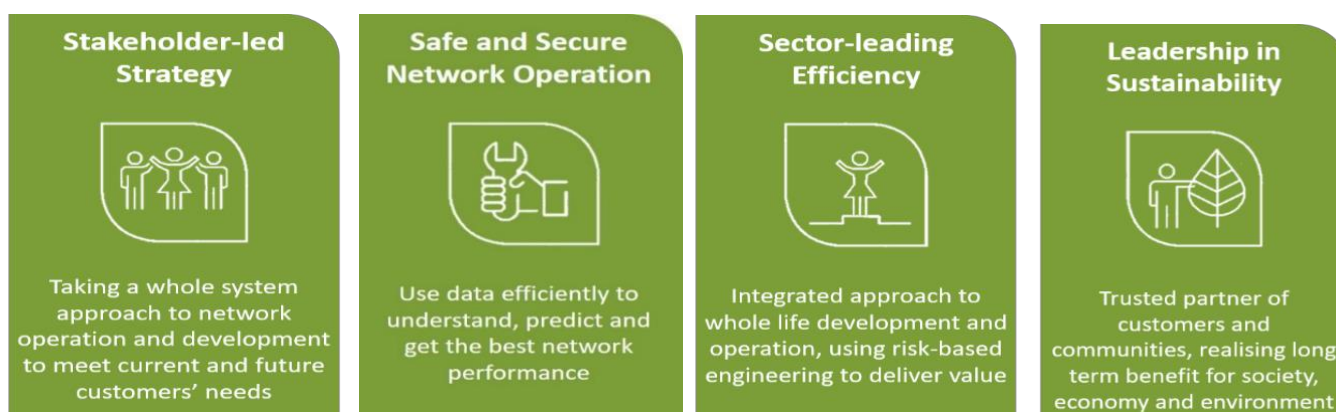 Stakeholder-led
Strategy
Taking a whole system
approach to network
operation and development
to meet current and future
customers' needs
Safe and Secure
Network Operation
Use data efficiently to
understand, predict and
get the best network
performance
Sector-leading
Efficiency
Integrated approach to
whole life development and
operation, using risk-based
engineering to deliver value
Leadership in
Sustainability
Trusted partner of
customers and
communities, realising long
term benefit for society,
economy and environment